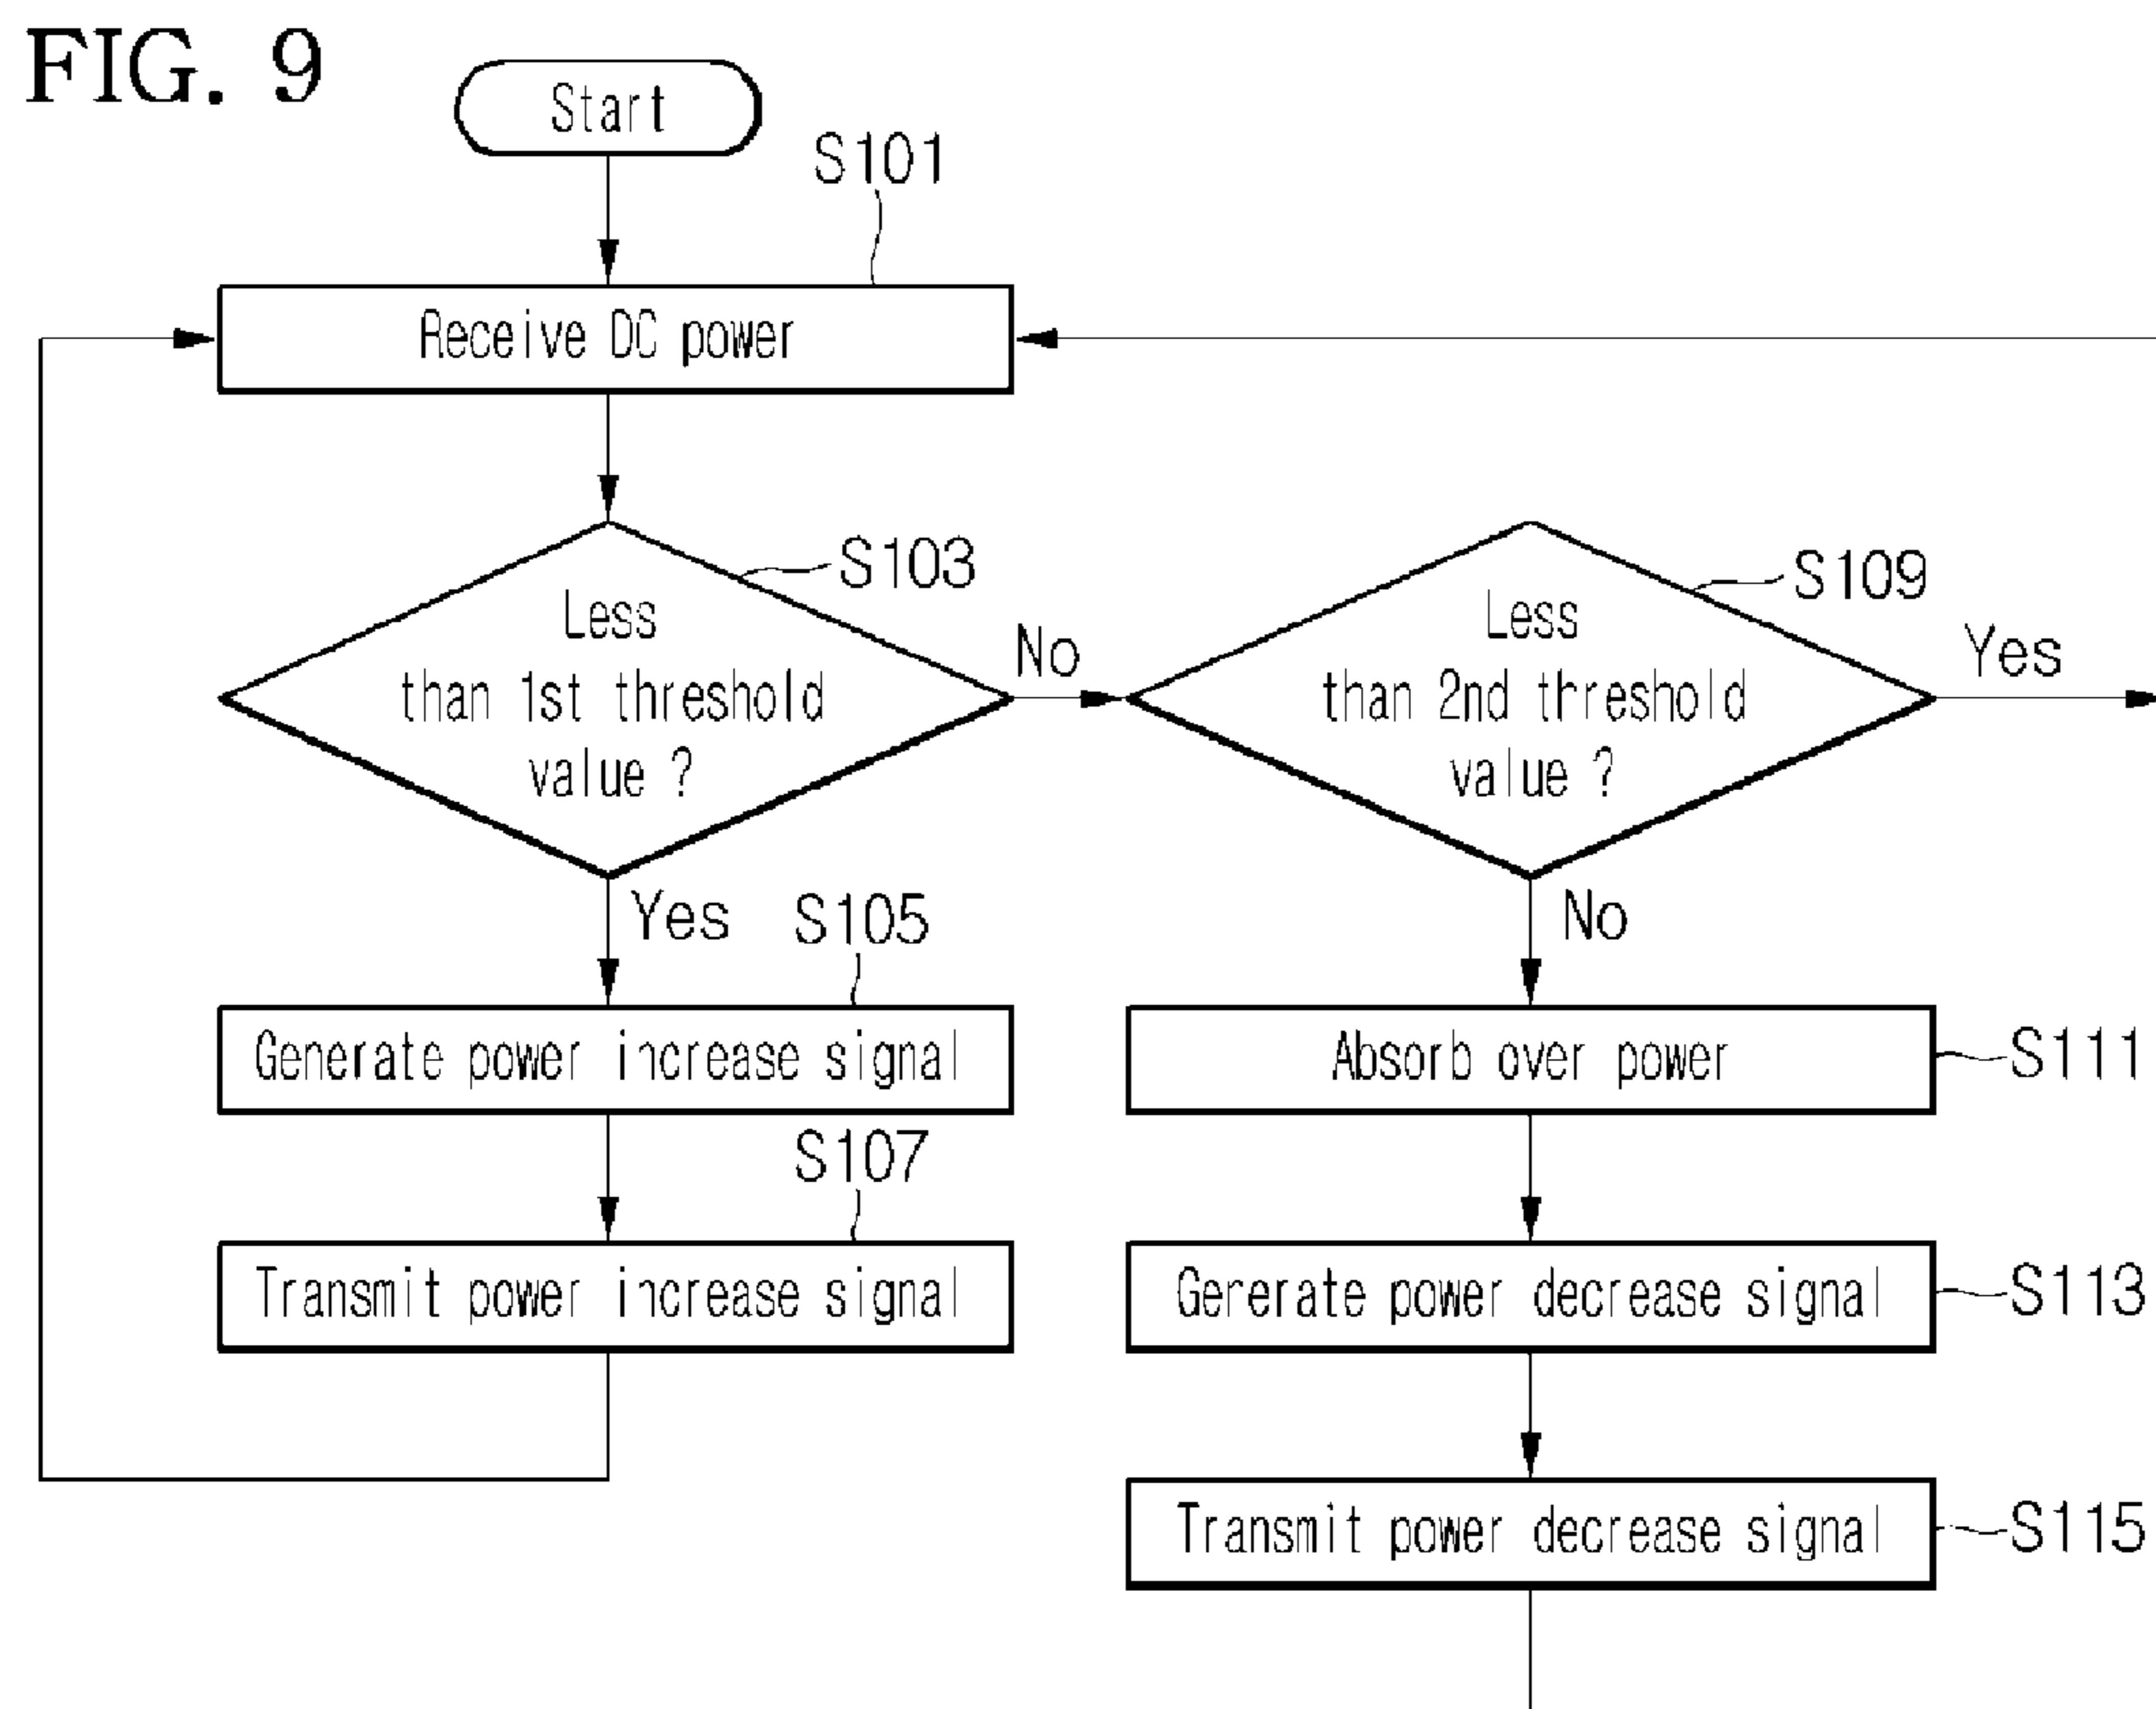 FIG. 9
Start
S101
Receive DC power
S103
Less
than 1st threshold
value ?
No
S109
Less
than 2nd threshold
value ?
Yes
Yes
S105
Generate power increase signal
No
Absorb over power
S111
S107
Transmit power increase signal
Generate power decrease signal
S113
Transmit power decrease signal
S115